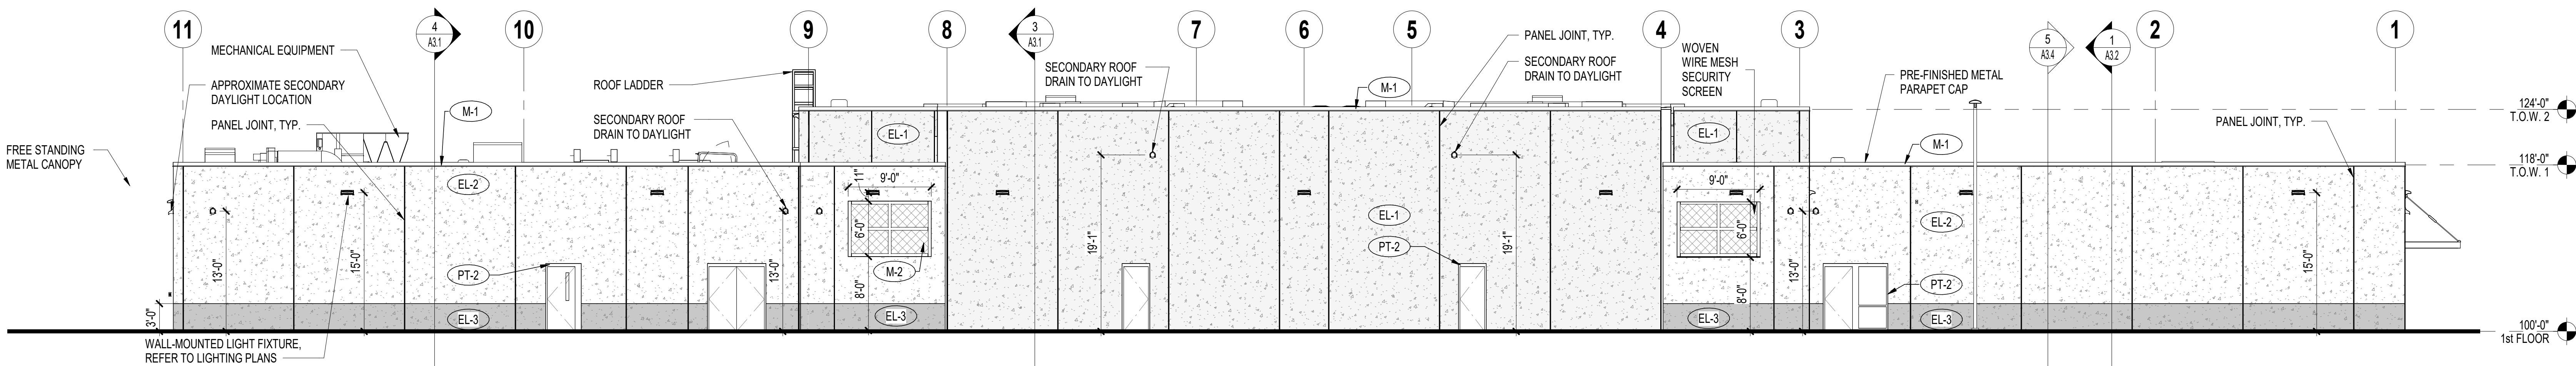 11
4
A3.1
10
9
8
3
A3.1
7
6
5
4
3
5
A3.4
1
A3.2
2
1
MECHANICAL EQUIPMENT
APPROXIMATE SECONDARY
DAYLIGHT LOCATION
PANEL JOINT, TYP.
FREE STANDING
METAL CANOPY
M-1
ROOF LADDER
SECONDARY ROOF
DRAIN TO DAYLIGHT
SECONDARY ROOF
DRAIN TO DAYLIGHT
M-1
PANEL JOINT, TYP.
SECONDARY ROOF
DRAIN TO DAYLIGHT
WOVEN
WIRE MESH
SECURITY
SCREEN
PRE-FINISHED METAL
PARAPET CAP
M-1
PANEL JOINT, TYP.
124'-0"
T.O.W. 2
118'-0"
T.O.W. 1
100'-0"
1st FLOOR
EL-1
EL-1
EL-2
11"
9'-0"
6'-0"
8'-0"
M-2
EL-3
3'-0"
13'-0"
15'-0"
PT-2
EL-3
13'-0"
19'-1"
EL-1
PT-2
19'-1"
9'-0"
6'-0"
8'-0"
EL-3
13'-0"
EL-2
PT-2
EL-3
15'-0"
WALL-MOUNTED LIGHT FIXTURE,
REFER TO LIGHTING PLANS